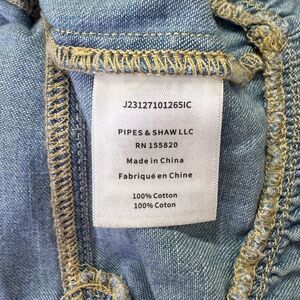 J23127101265IC
PIPES & SHAW LLC
RN 155820
Made in China
Fabriqué en Chine
100% Cotton
100% Coton